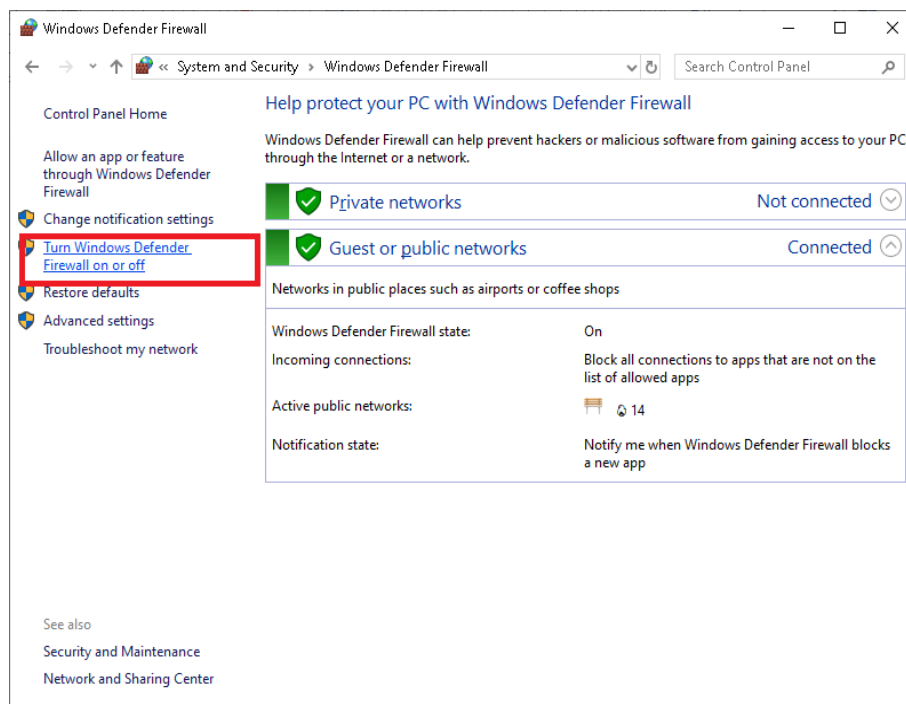 Windows Defender Firewall
« System and Security › Windows Defender Firewall
Search Control Panel
Control Panel Home
Allow an app or feature
through Windows Defender
Firewall
Change notification settings
Turn Windows Defender
Firewall on or off
Restore defaults
Advanced settings
Troubleshoot my network
Help protect your PC with Windows Defender Firewall
Windows Defender Firewall can help prevent hackers or malicious software from gaining access to your PC
through the Internet or a network.
Private networks Not connected
Guest or public networks Connected
Networks in public places such as airports or coffee shops
Windows Defender Firewall state: On
Incoming connections: Block all connections to apps that are not on the
list of allowed apps
Active public networks: 14
Notification state: Notify me when Windows Defender Firewall blocks
a new app
See also
Security and Maintenance
Network and Sharing Center